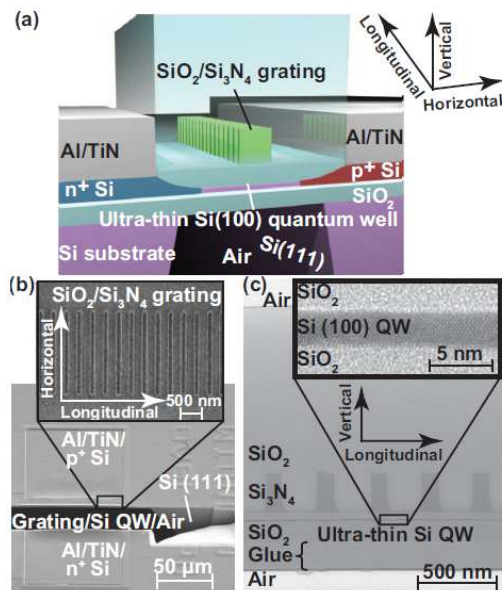 (a)
SiO₂/Si₃N₄ grating
Longitudinal
Vertical
Horizontal
Al/TiN
Al/TiN
n⁺ Si
p⁺ Si
SiO₂
Ultra-thin Si(100) quantum well
Si substrate
Air
Si(111)
(b)
SiO₂/Si₃N₄ grating
Horizontal
Longitudinal
500 nm
Al/TiN/
p⁺ Si
Si (111)
Grating/Si QW/Air
Al/TiN/
n⁺ Si
50 µm
(c)
Air
SiO₂
Si (100) QW
SiO₂
5 nm
Vertical
Longitudinal
SiO₂
Si₃N₄
SiO₂
Ultra-thin Si QW
Glue
Air
500 nm